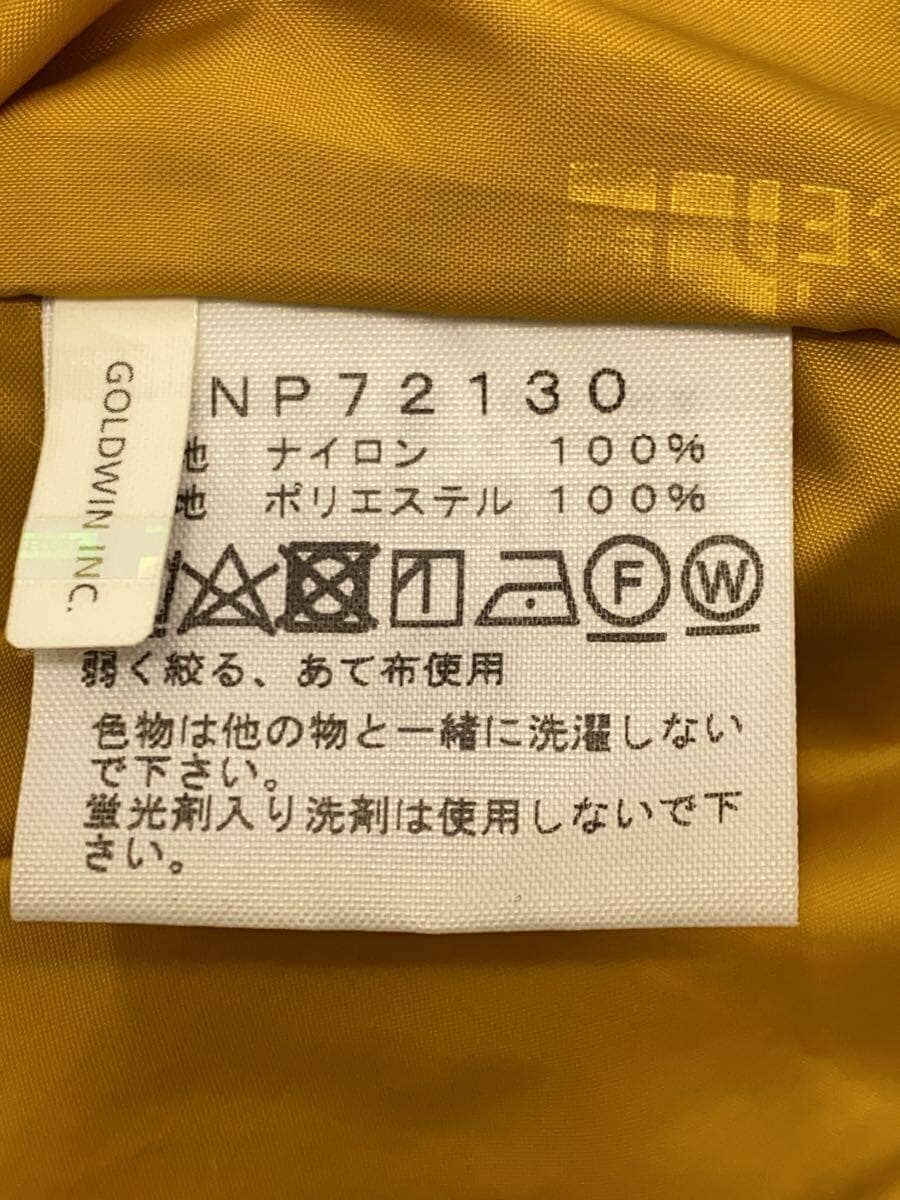 NP72130
地 ナイロン 100%
地 ポリエステル 100%
GOLDWIN INC.
F W
弱く絞る、あて布使用
色物は他の物と一緒に洗濯しない
で下さい。
蛍光剤入り洗剤は使用しないで下
さい。